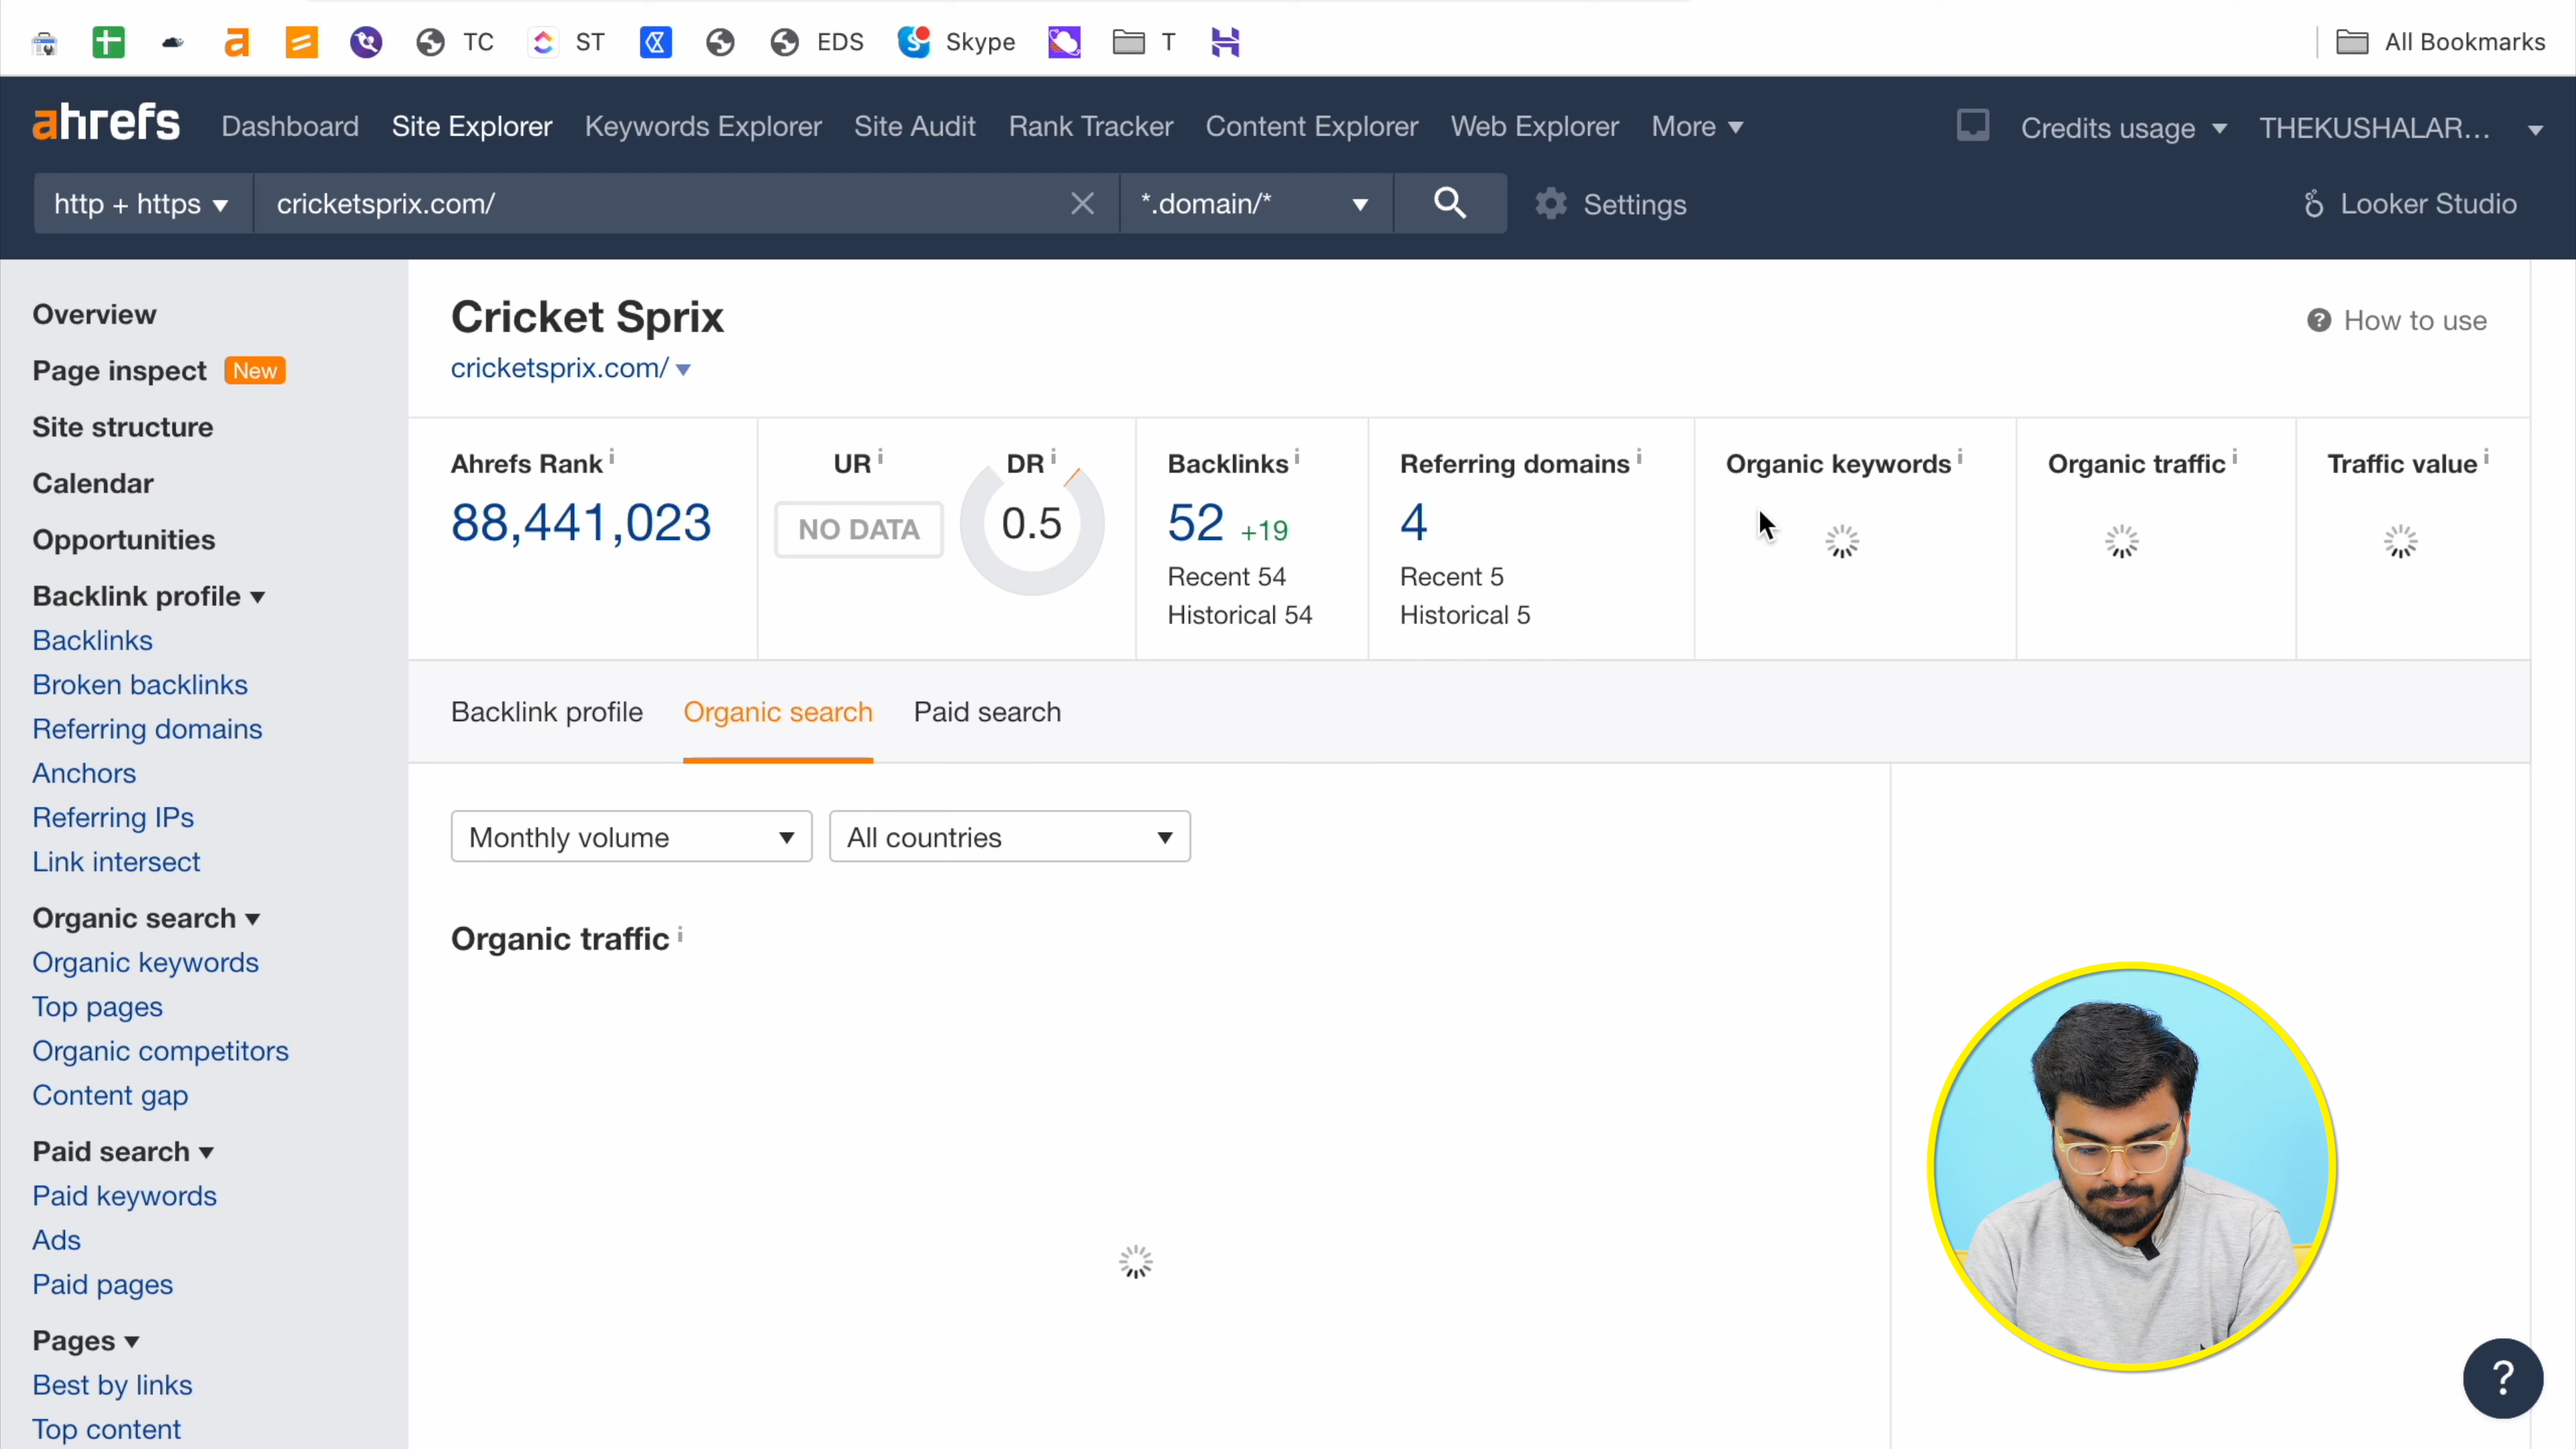 TC ST EDS Skype T All Bookmarks
ahrefs Dashboard Site Explorer Keywords Explorer Site Audit Rank Tracker Content Explorer Web Explorer More Credits usage THEKUSHALAR...
http + https cricketsprix.com/ *.domain/* Settings Looker Studio
Overview
Page inspect New
Site structure
Calendar
Opportunities
Backlink profile
Backlinks
Broken backlinks
Referring domains
Anchors
Referring IPs
Link intersect
Organic search
Organic keywords
Top pages
Organic competitors
Content gap
Paid search
Paid keywords
Ads
Paid pages
Pages
Best by links
Top content
Cricket Sprix
? How to use
cricketsprix.com/
Ahrefs Rank i
88,441,023
UR i
NO DATA
DR i
0.5
Backlinks i
52 +19
Recent 54
Historical 54
Referring domains i
4
Recent 5
Historical 5
Organic keywords i
Organic traffic i
Traffic value i
Backlink profile Organic search Paid search
Monthly volume All countries
Organic traffic i
?